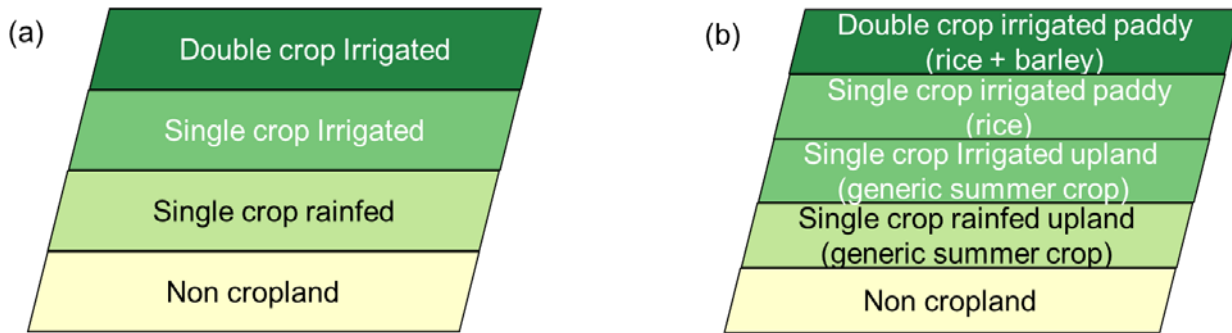 (a)
Double crop Irrigated
Single crop Irrigated
Single crop rainfed
Non cropland
(b)
Double crop irrigated paddy
(rice + barley)
Single crop irrigated paddy
(rice)
Single crop Irrigated upland
(generic summer crop)
Single crop rainfed upland
(generic summer crop)
Non cropland